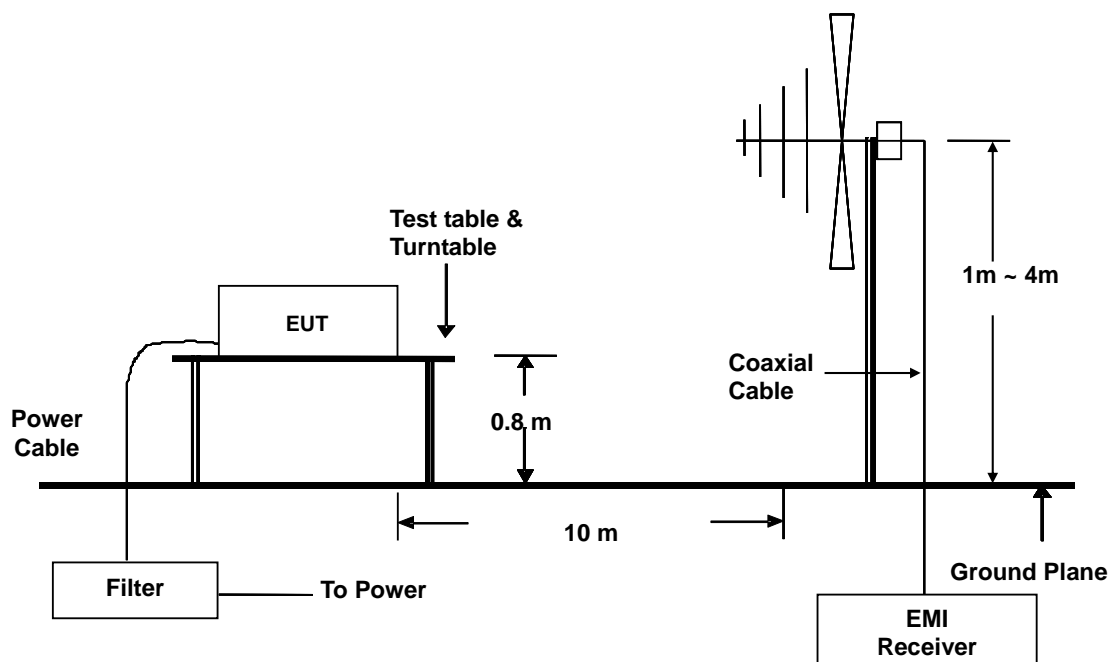 Test table &
Turntable
EUT
1m ~ 4m
Coaxial
Cable
0.8 m
Power
Cable
10 m
Ground Plane
Filter
To Power
EMI
Receiver